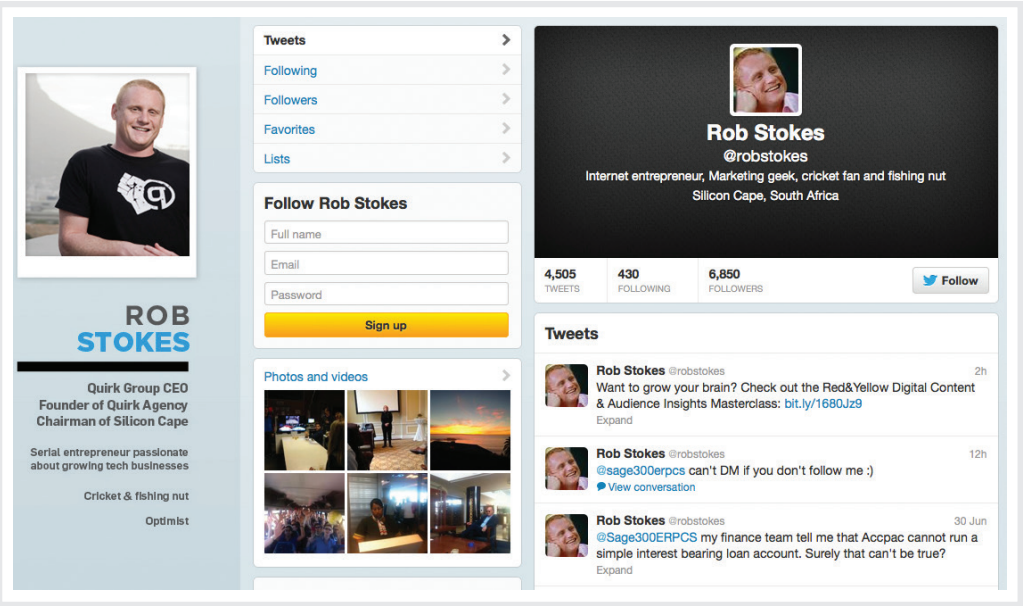 ROB
STOKES
Quirk Group CEO
Founder of Quirk Agency
Chairman of Silicon Cape
Serial entrepreneur passionate
about growing tech businesses
Cricket & fishing nut
Optimist
Tweets
Following
Followers
Favorites
Lists
Follow Rob Stokes
Full name
Email
Password
Sign up
Photos and videos
Rob Stokes
@robstokes
Internet entrepreneur, Marketing geek, cricket fan and fishing nut
Silicon Cape, South Africa
4,505
TWEETS
430
FOLLOWING
6,850
FOLLOWERS
Follow
Tweets
Rob Stokes @robstokes 2h
Want to grow your brain? Check out the Red&Yellow Digital Content
& Audience Insights Masterclass: bit.ly/1680Jz9
Expand
Rob Stokes @robstokes 12h
@sage300erpcs can't DM if you don't follow me :)
View conversation
Rob Stokes @robstokes 30 Jun
@Sage300ERPCS my finance team tell me that Accpac cannot run a
simple interest bearing loan account. Surely that can't be true?
Expand